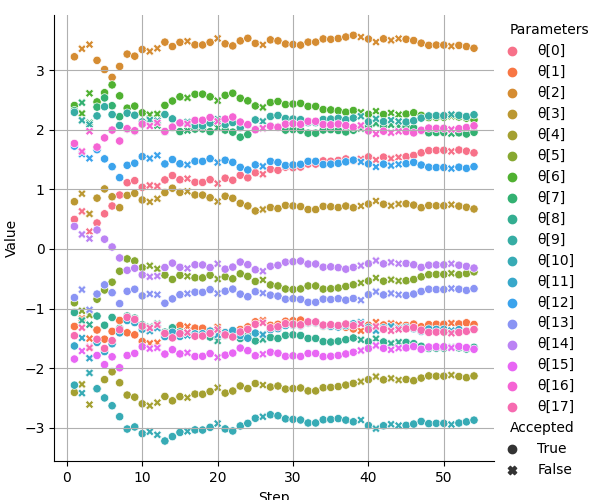 Parameters
θ[0]
θ[1]
θ[2]
θ[3]
θ[4]
θ[5]
θ[6]
θ[7]
θ[8]
θ[9]
θ[10]
θ[11]
θ[12]
θ[13]
θ[14]
θ[15]
θ[16]
θ[17]
Accepted
True
False
Value
3
2
1
0
−1
−2
−3
0
10
20
30
40
50
Step